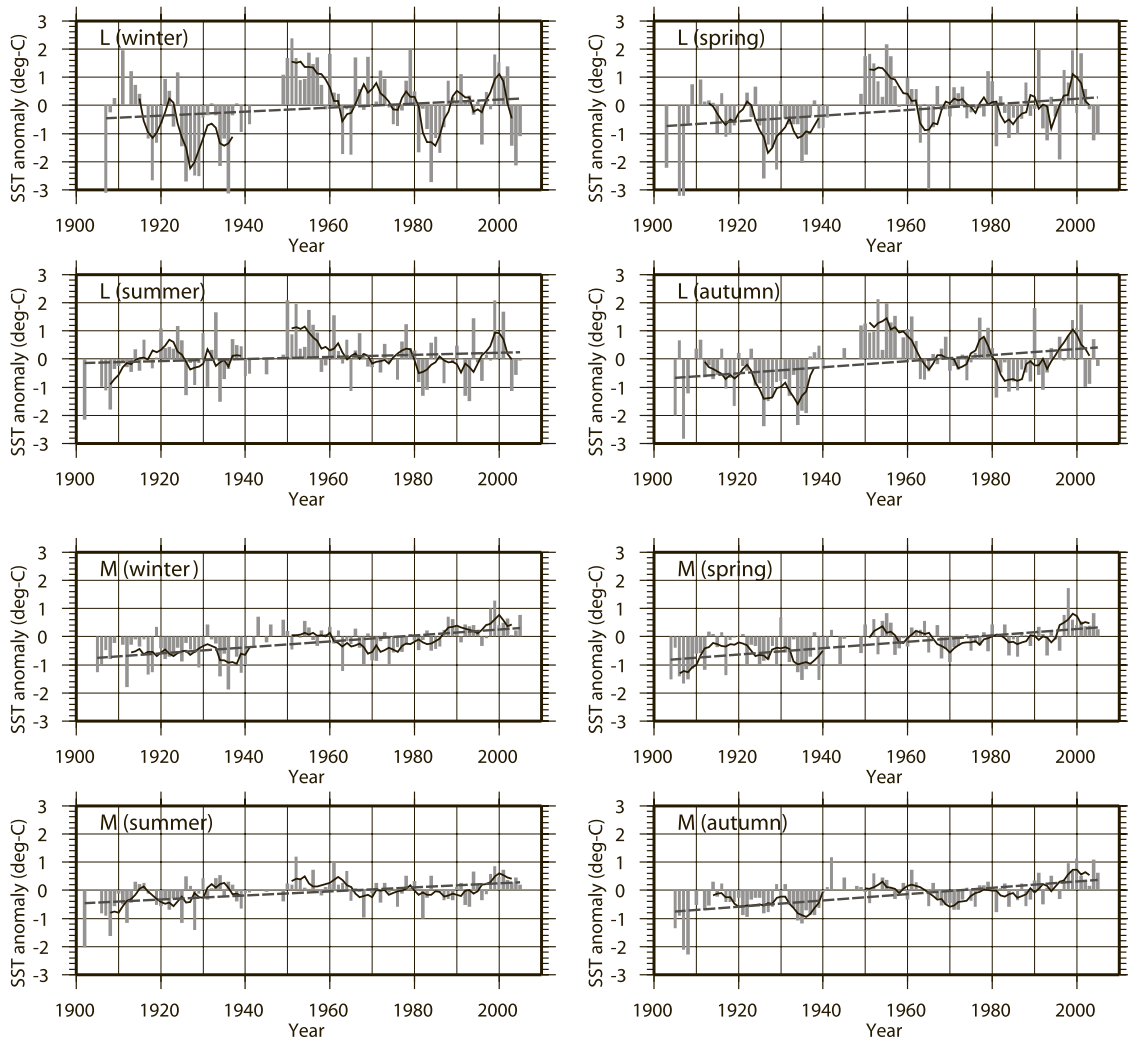 L (winter)
SST anomaly (deg-C)
3
2
1
0
-1
-2
-3
1900 1920 1940 1960 1980 2000
Year
L (spring)
SST anomaly (deg-C)
3
2
1
0
-1
-2
-3
1900 1920 1940 1960 1980 2000
Year
L (summer)
SST anomaly (deg-C)
3
2
1
0
-1
-2
-3
1900 1920 1940 1960 1980 2000
Year
L (autumn)
SST anomaly (deg-C)
3
2
1
0
-1
-2
-3
1900 1920 1940 1960 1980 2000
Year
M (winter)
SST anomaly (deg-C)
3
2
1
0
-1
-2
-3
1900 1920 1940 1960 1980 2000
Year
M (spring)
SST anomaly (deg-C)
3
2
1
0
-1
-2
-3
1900 1920 1940 1960 1980 2000
Year
M (summer)
SST anomaly (deg-C)
3
2
1
0
-1
-2
-3
1900 1920 1940 1960 1980 2000
Year
M (autumn)
SST anomaly (deg-C)
3
2
1
0
-1
-2
-3
1900 1920 1940 1960 1980 2000
Year